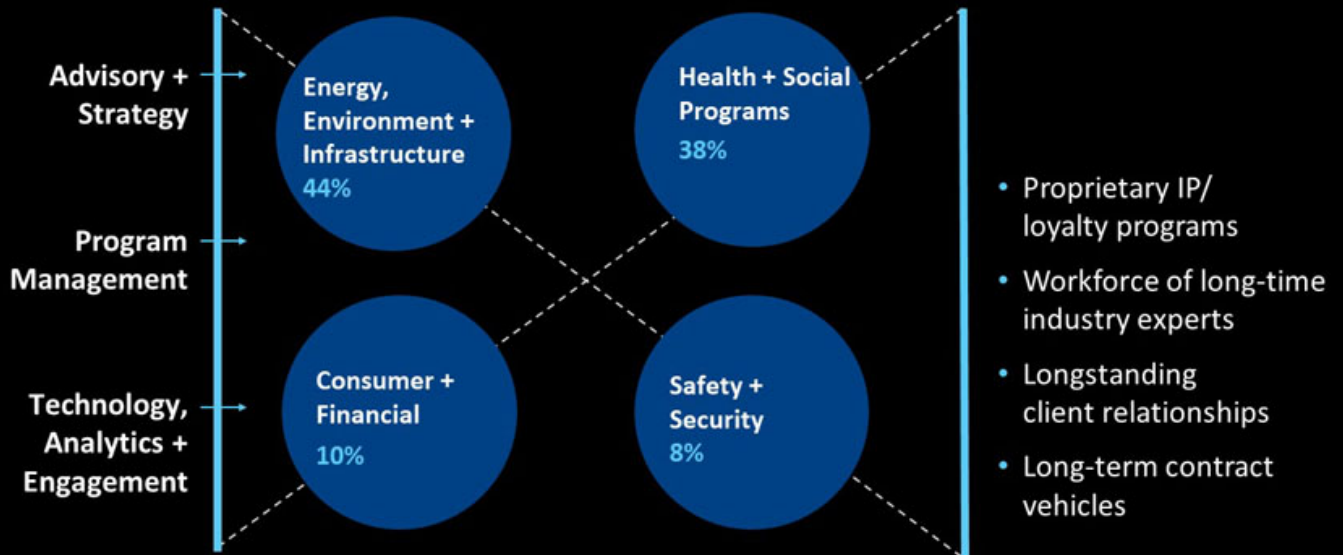 Advisory +
Strategy
Program
Management
Technology,
Analytics +
Engagement
Energy,
Environment +
Infrastructure
44%
Health + Social
Programs
38%
Consumer +
Financial
10%
Safety +
Security
8%
• Proprietary IP/
loyalty programs
• Workforce of long-time
industry experts
• Longstanding
client relationships
• Long-term contract
vehicles